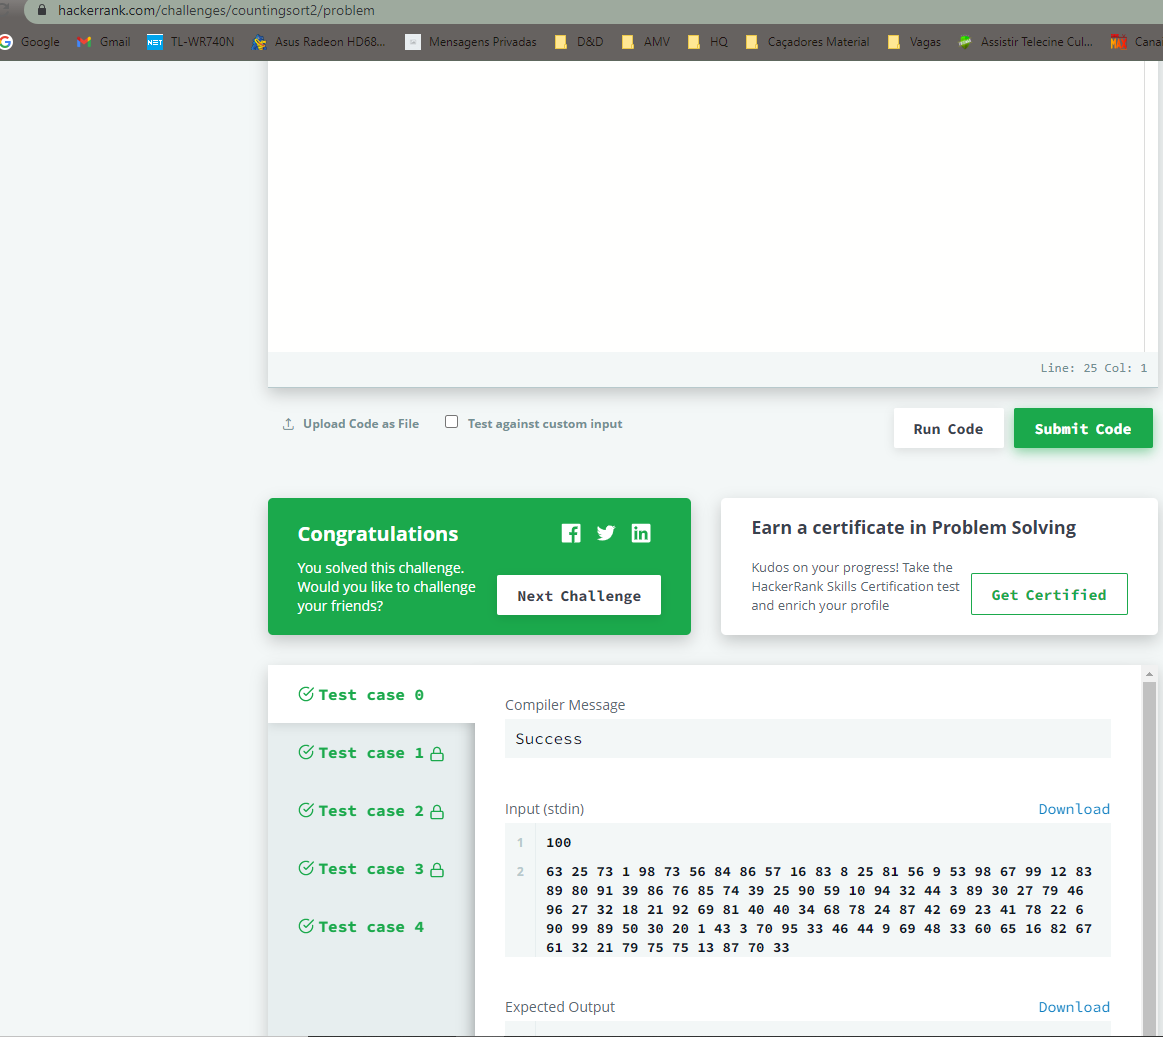 hackerrank.com/challenges/countingsort2/problem
Google Gmail NET TL-WR740N Asus Radeon HD68... Mensagens Privadas D&D AMV HQ Caçadores Material Vagas Assistir Telecine Cul... Cana
Line: 25 Col: 1
Upload Code as File Test against custom input Run Code Submit Code
Congratulations
You solved this challenge.
Would you like to challenge
your friends?
Next Challenge
Earn a certificate in Problem Solving
Kudos on your progress! Take the
HackerRank Skills Certification test
and enrich your profile
Get Certified
Test case 0
Test case 1
Test case 2
Test case 3
Test case 4
Compiler Message
Success
Input (stdin) Download
1 100
2 63 25 73 1 98 73 56 84 86 57 16 83 8 25 81 56 9 53 98 67 99 12 83
89 80 91 39 86 76 85 74 39 25 90 59 10 94 32 44 3 89 30 27 79 46
96 27 32 18 21 92 69 81 40 40 34 68 78 24 87 42 69 23 41 78 22 6
90 99 89 50 30 20 1 43 3 70 95 33 46 44 9 69 48 33 60 65 16 82 67
61 32 21 79 75 75 13 87 70 33
Expected Output Download